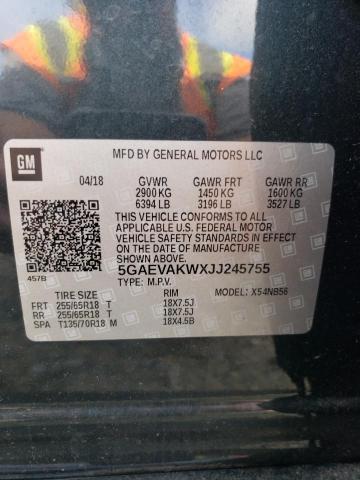 GM
MFD BY GENERAL MOTORS LLC
04/18 GVWR GAWR FRT GAWR RR
2900 KG 1450 KG 1600 KG
6394 LB 3196 LB 3527 LB
THIS VEHICLE CONFORMS TO ALL
APPLICABLE U.S. FEDERAL MOTOR
VEHICLE SAFETY AND THEFT PREVENTION
STANDARDS IN EFFECT ON THE DATE OF MANUFACTURE
SHOWN ABOVE.
457B
5GAEVAKWXJJ245755
TYPE: M.P.V. MODEL: X54NB56
TIRE SIZE RIM
FRT 255/65R18 T 18X7.5J
RR 255/65R18 T 18X7.5J
SPA T135/70R18 M 18X4.5B